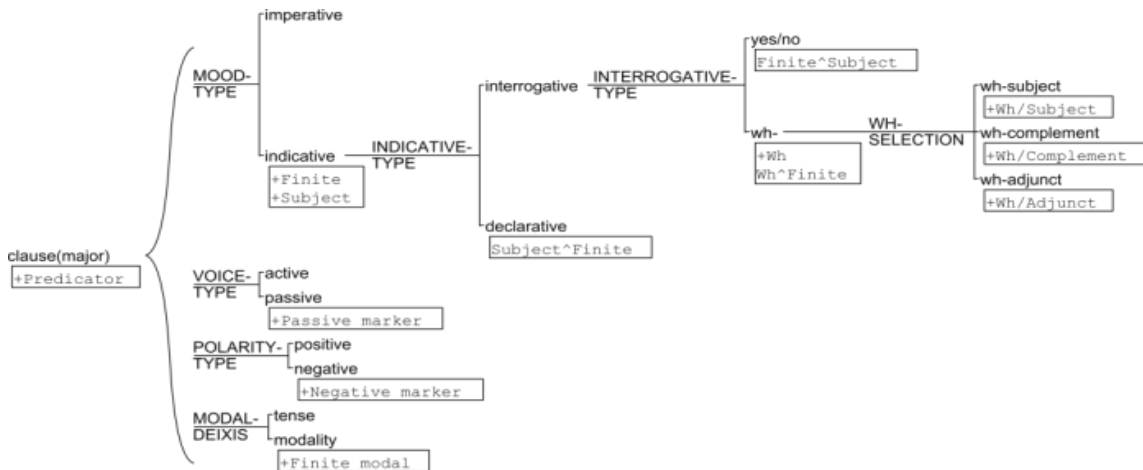 imperative
MOOD-
TYPE
indicative
+Finite
+Subject
INDICATIVE-
TYPE
interrogative
INTERROGATIVE-
TYPE
yes/no
Finite^Subject
wh-
+Wh
Wh^Finite
WH-
SELECTION
wh-subject
+Wh/Subject
wh-complement
+Wh/Complement
wh-adjunct
+Wh/Adjunct
declarative
Subject^Finite
clause(major)
+Predicator
VOICE-
TYPE
active
passive
+Passive marker
POLARITY-
TYPE
positive
negative
+Negative marker
MODAL-
DEIXIS
tense
modality
+Finite modal